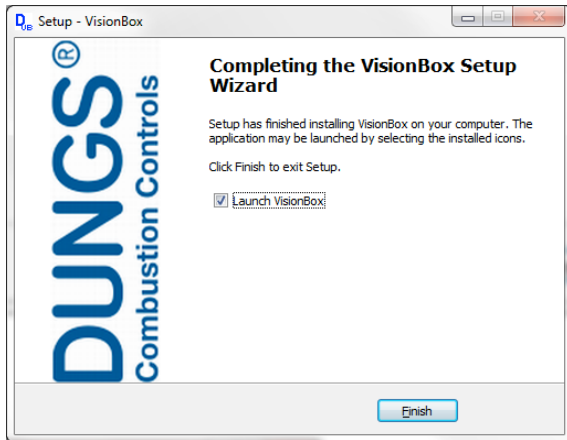 Setup - VisionBox
DUNGS®
Combustion Controls
Completing the VisionBox Setup
Wizard
Setup has finished installing VisionBox on your computer. The
application may be launched by selecting the installed icons.
Click Finish to exit Setup.
Launch VisionBox
Finish